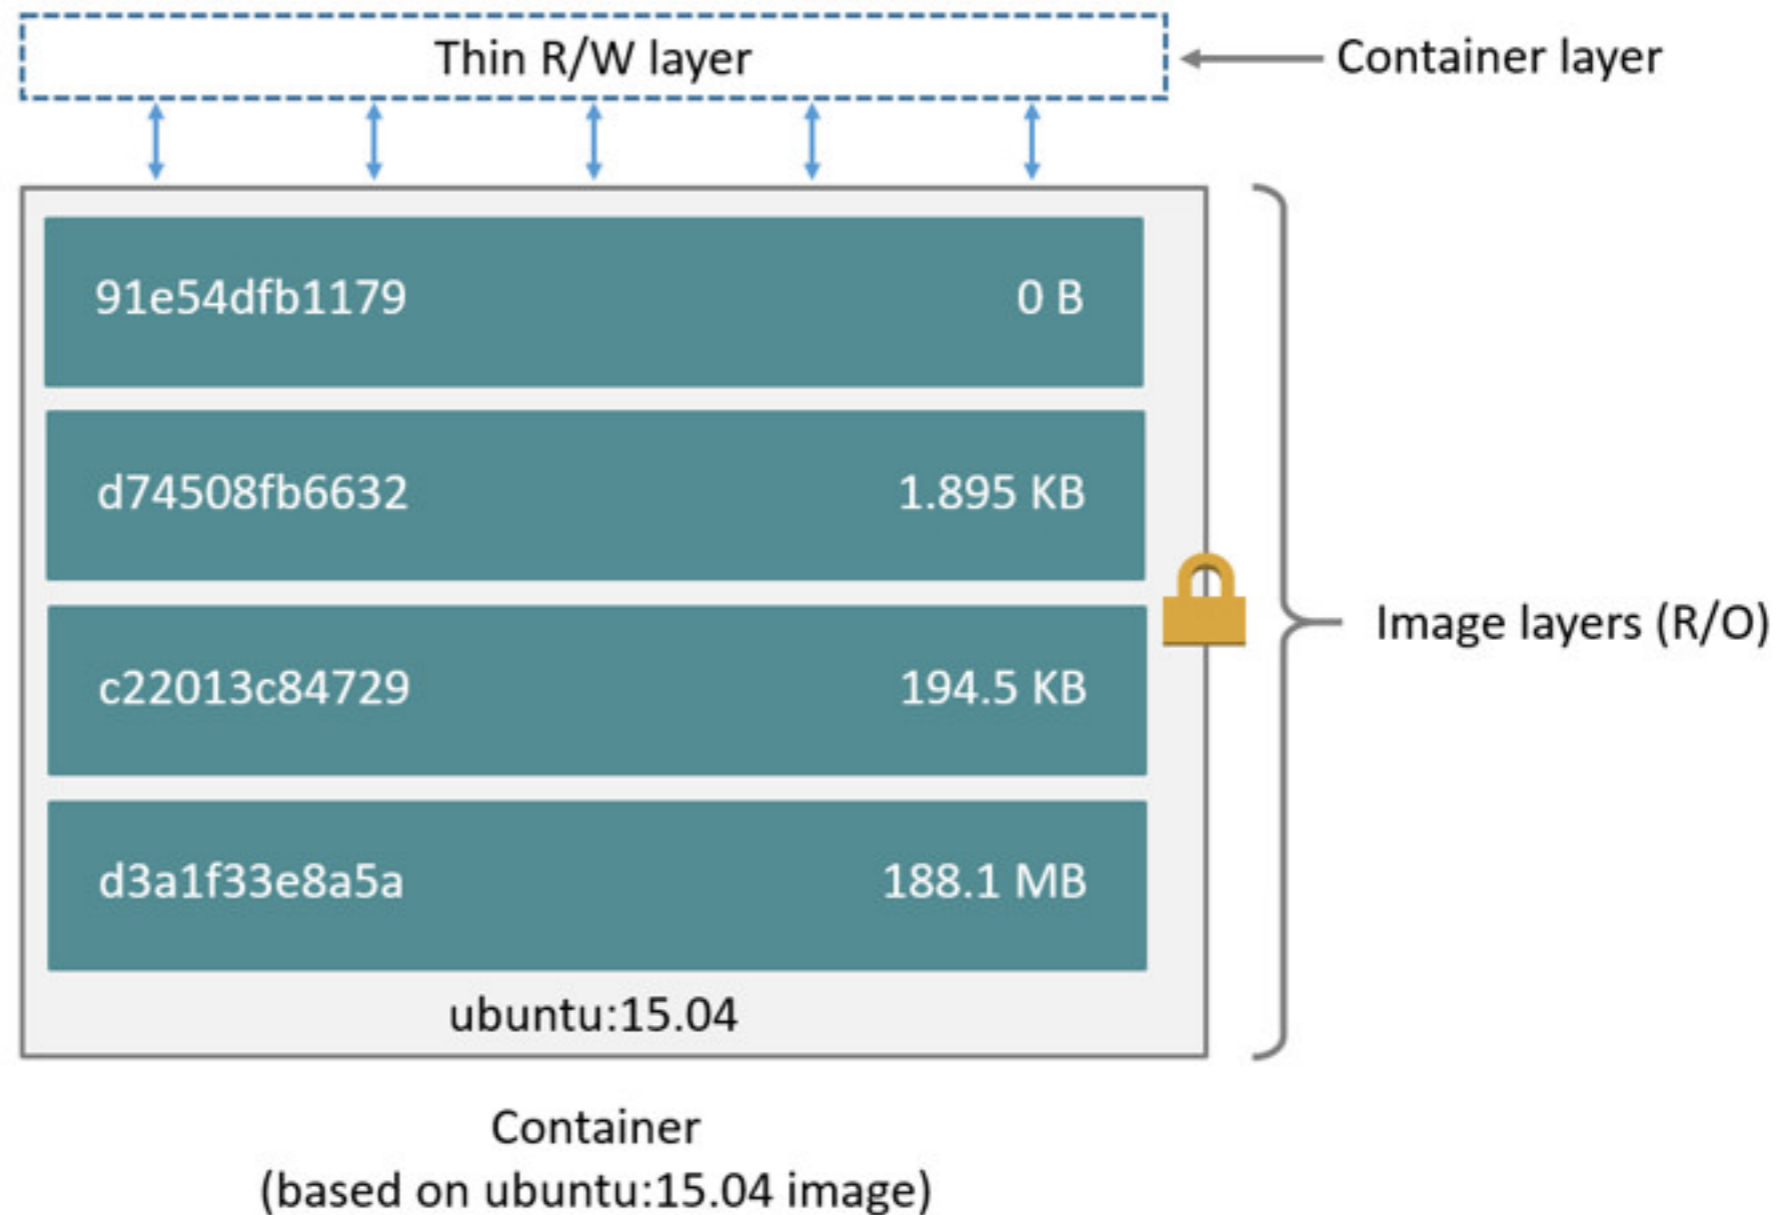 Thin R/W layer
Container layer
91e54dfb1179 0 B
d74508fb6632 1.895 KB
c22013c84729 194.5 KB
d3a1f33e8a5a 188.1 MB
Image layers (R/O)
ubuntu:15.04
Container
(based on ubuntu:15.04 image)